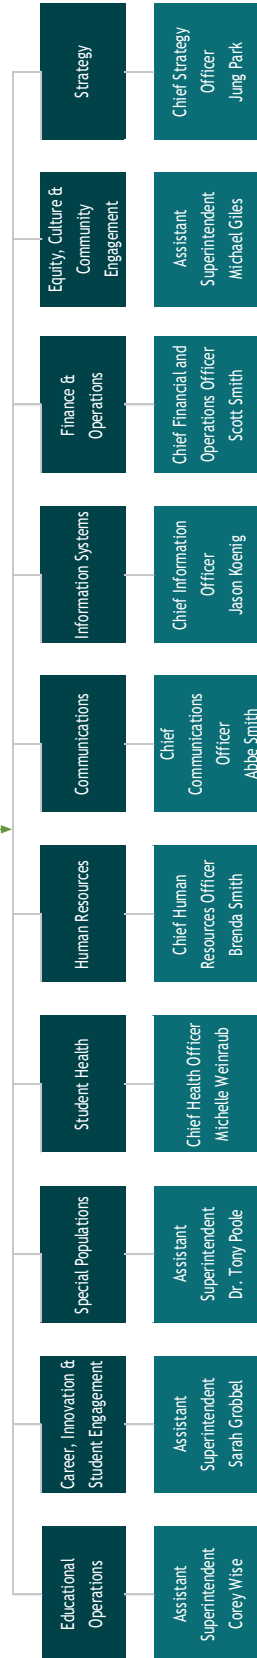 Educational
Operations
Assistant
Superintendent
Corey Wise
Career, Innovation &
Student Engagement
Assistant
Superintendent
Sarah Grobbel
Special Populations
Assistant
Superintendent
Dr. Tony Poole
Student Health
Chief Health Officer
Michelle Weinraub
Human Resources
Chief Human
Resources Officer
Brenda Smith
Communications
Chief
Communications
Officer
Abbe Smith
Information Systems
Chief Information
Officer
Jason Koenig
Finance &
Operations
Chief Financial and
Operations Officer
Scott Smith
Equity, Culture &
Community
Engagement
Assistant
Superintendent
Michael Giles
Strategy
Chief Strategy
Officer
Jung Park